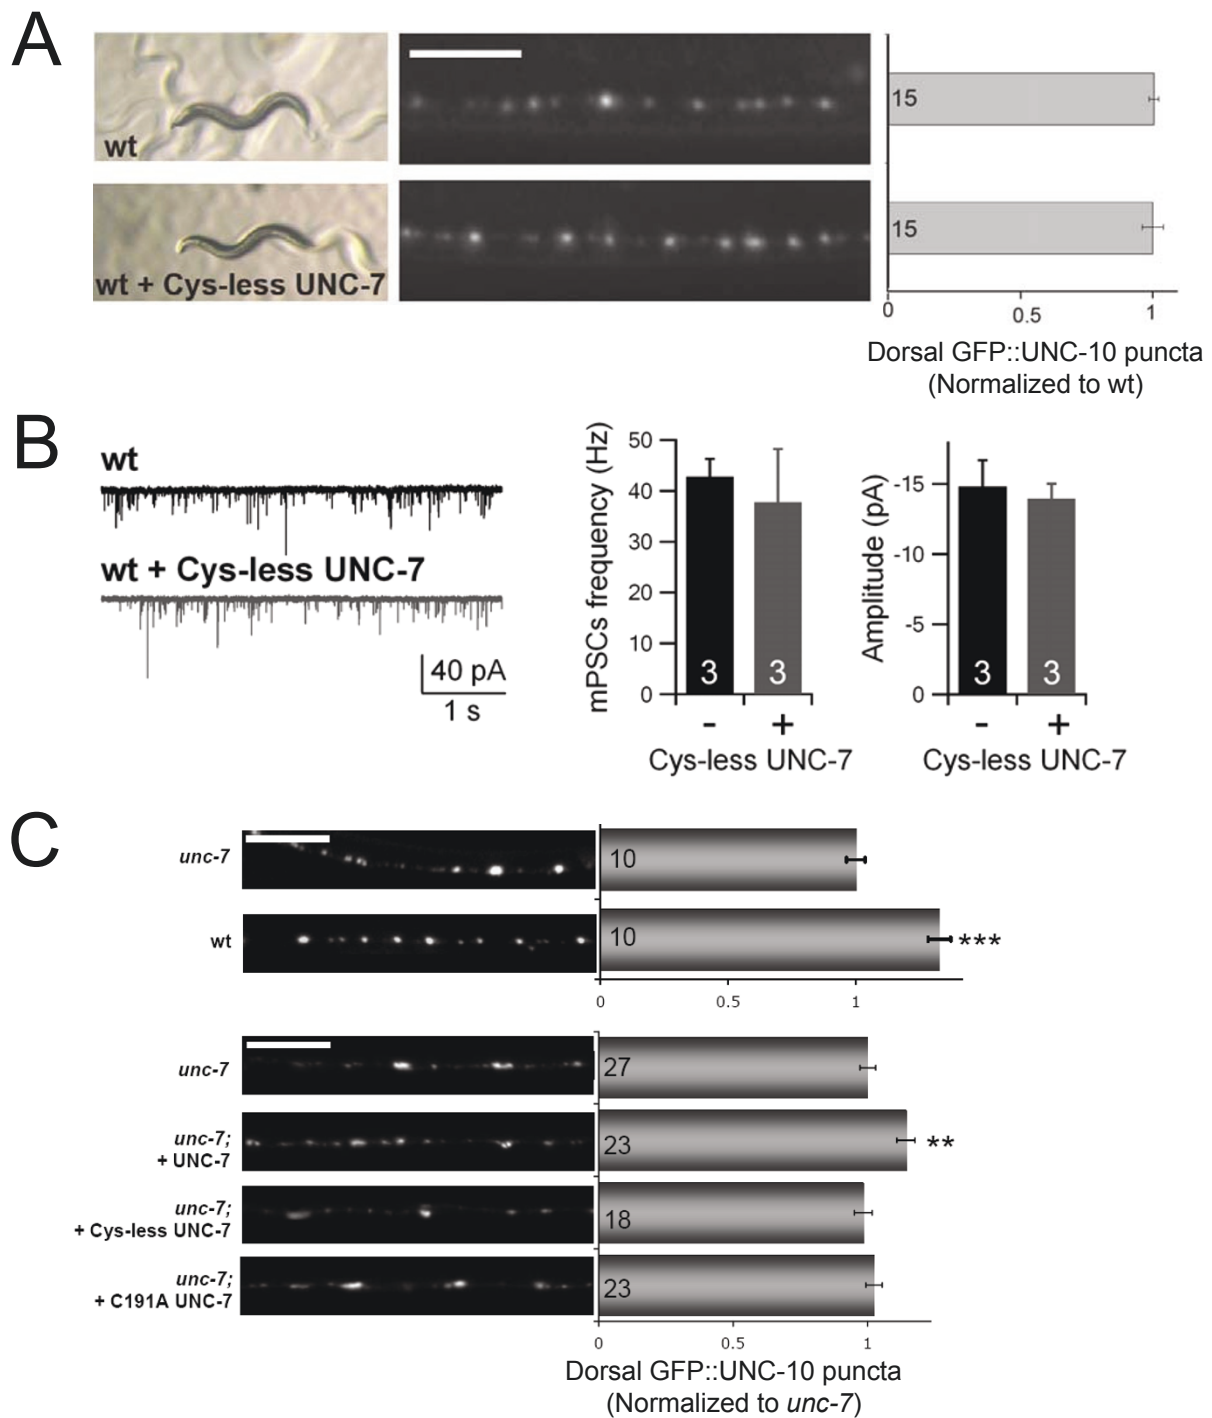 A
wt
15
wt + Cys-less UNC-7
15
0
0.5
1
Dorsal GFP::UNC-10 puncta
(Normalized to wt)
B
wt
wt + Cys-less UNC-7
40 pA
1 s
mPSCs frequency (Hz)
50
40
30
20
10
0
3
3
- +
Cys-less UNC-7
Amplitude (pA)
-15
-10
-5
0
3
3
- +
Cys-less UNC-7
C
unc-7
10
wt
10
***
0
0.5
1
unc-7
27
unc-7;
+ UNC-7
23
**
unc-7;
+ Cys-less UNC-7
18
unc-7;
+ C191A UNC-7
23
0
0.5
1
Dorsal GFP::UNC-10 puncta
(Normalized to unc-7)